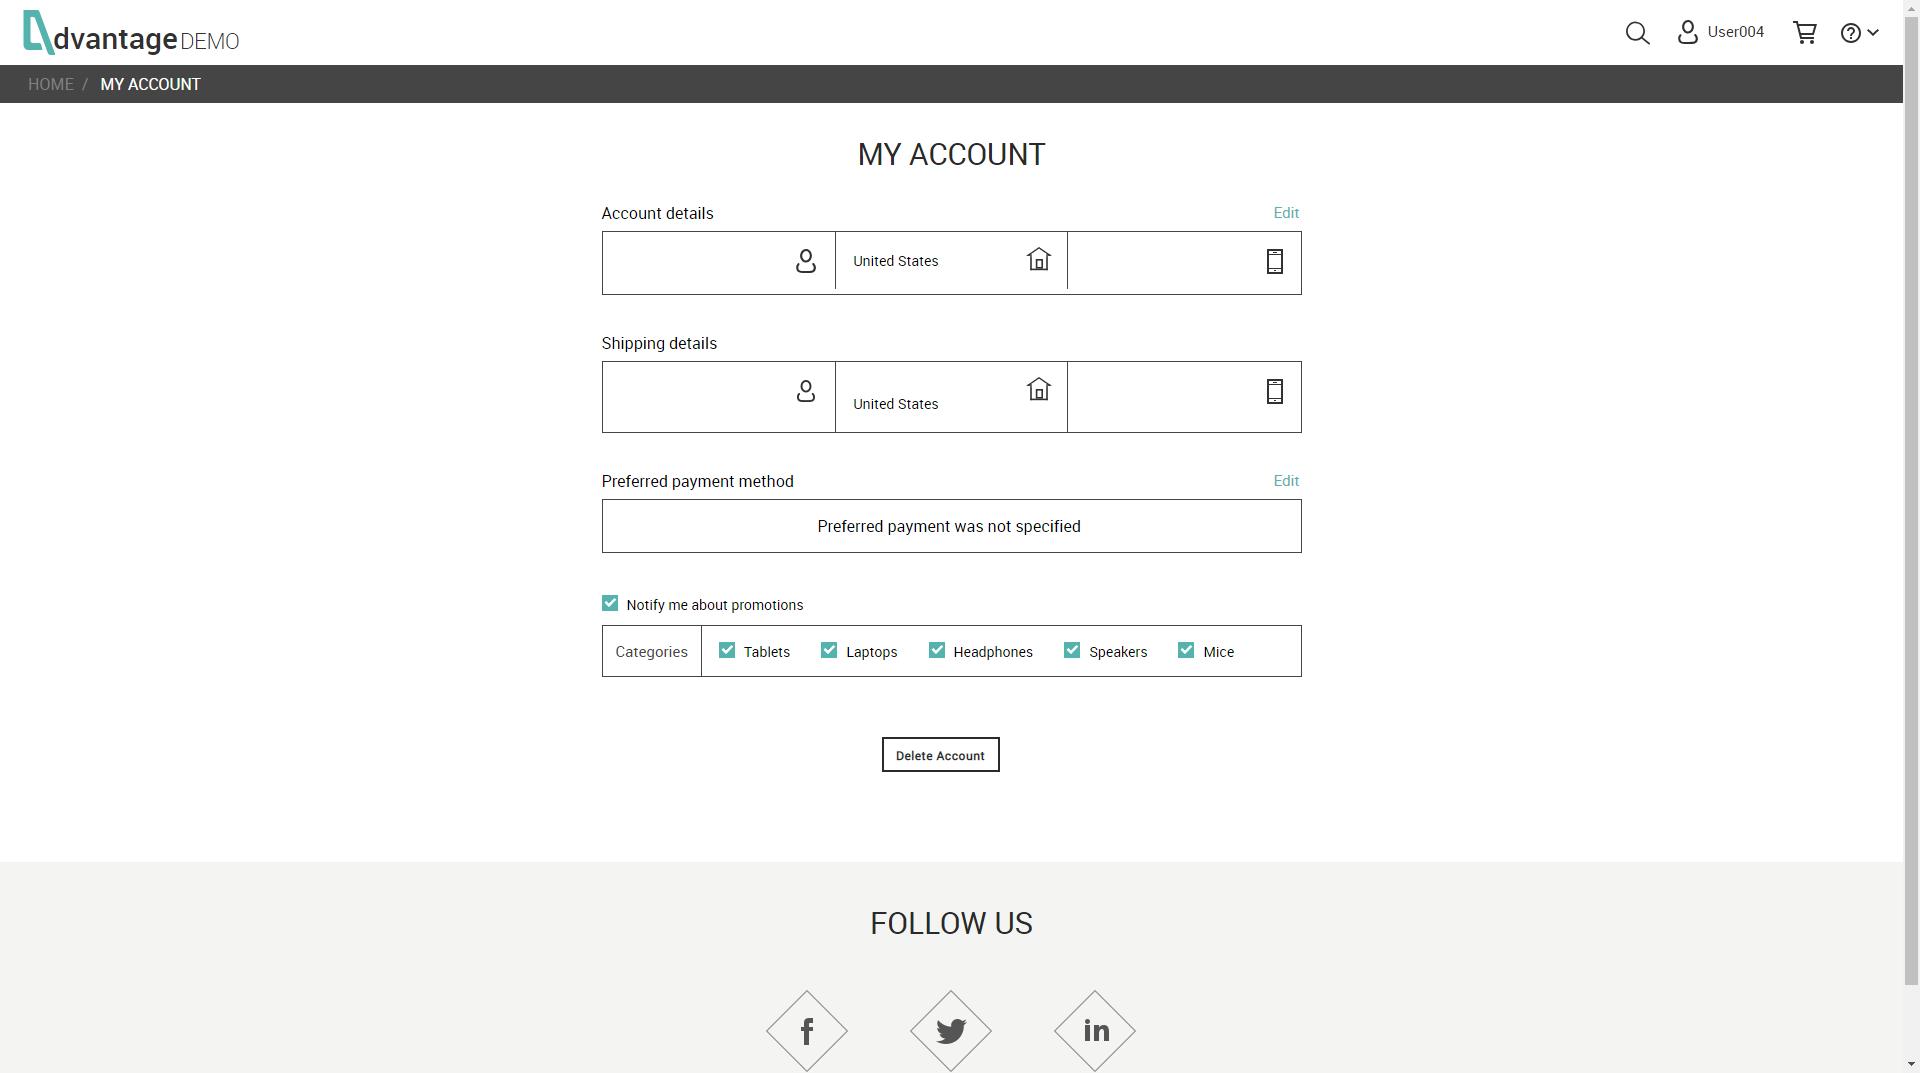 dvantage DEMO
User004
HOME / MY ACCOUNT
MY ACCOUNT
Account details Edit
United States
Shipping details
United States
Preferred payment method Edit
Preferred payment was not specified
Notify me about promotions
Categories Tablets Laptops Headphones Speakers Mice
Delete Account
FOLLOW US
f in